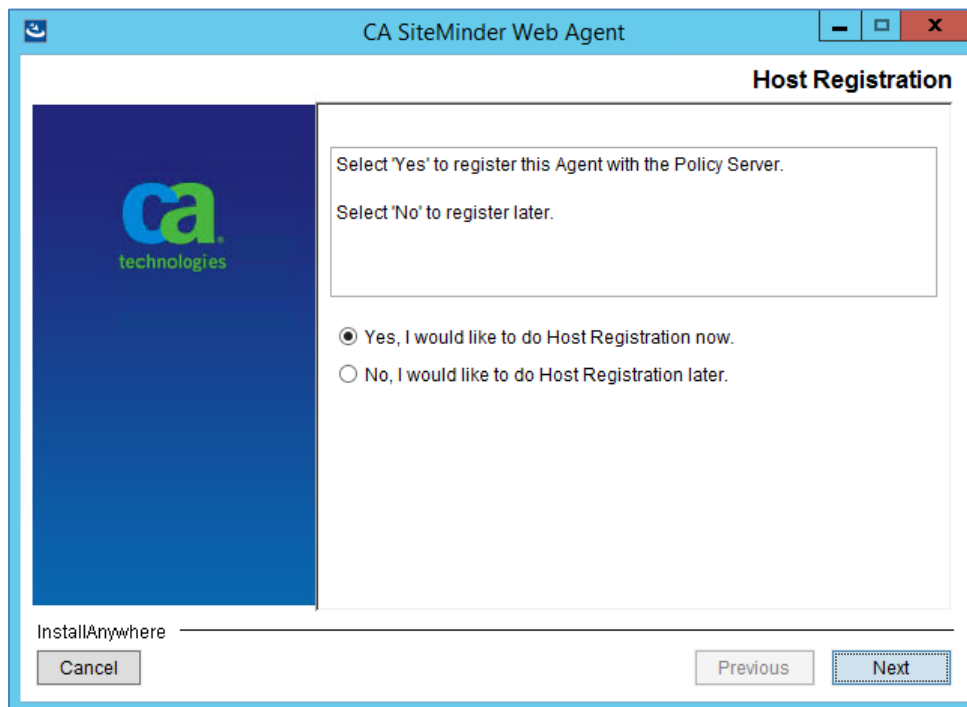 CA SiteMinder Web Agent
Host Registration
ca
technologies
Select 'Yes' to register this Agent with the Policy Server.
Select 'No' to register later.
Yes, I would like to do Host Registration now.
No, I would like to do Host Registration later.
InstallAnywhere
Cancel
Previous
Next